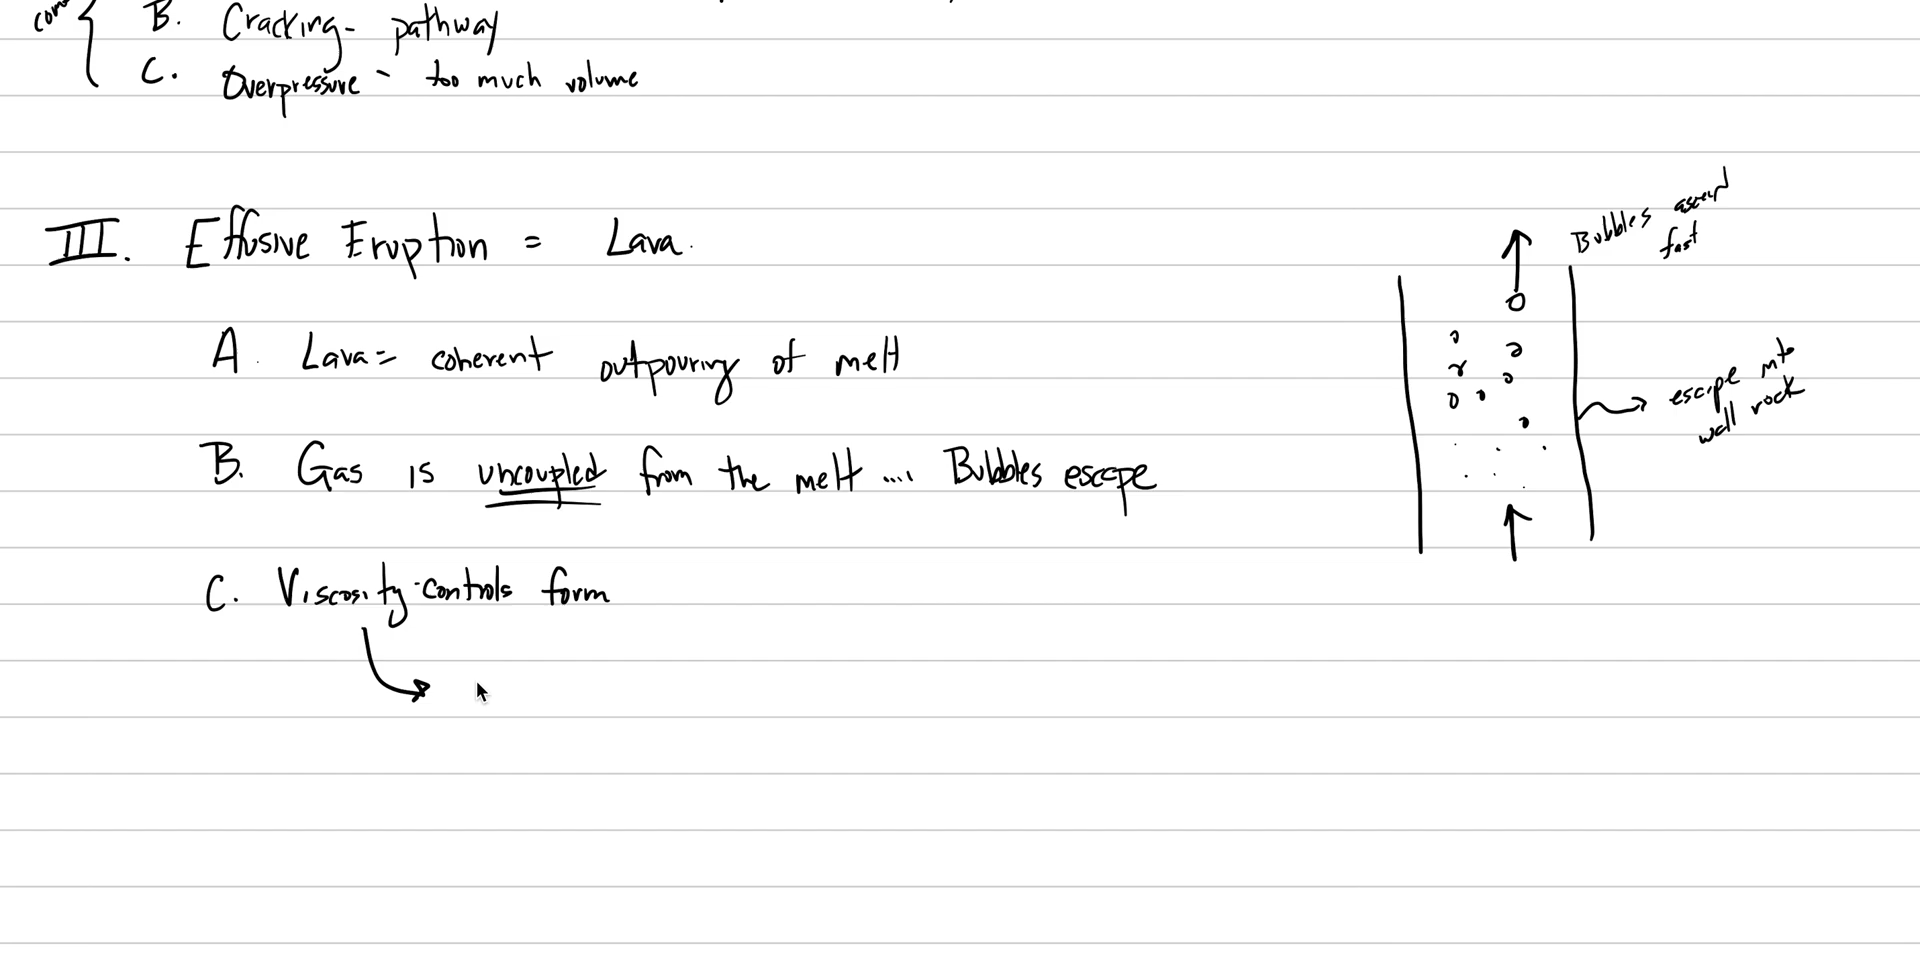 B. Cracking - pathway
C. Overpressure - too much volume
III. Effusive Eruption = Lava.
A. Lava = coherent outpouring of melt
B. Gas is uncoupled from the melt .... Bubbles escape
C. Viscosity - controls form
Bubbles ascend
fast
escape into
wall rock